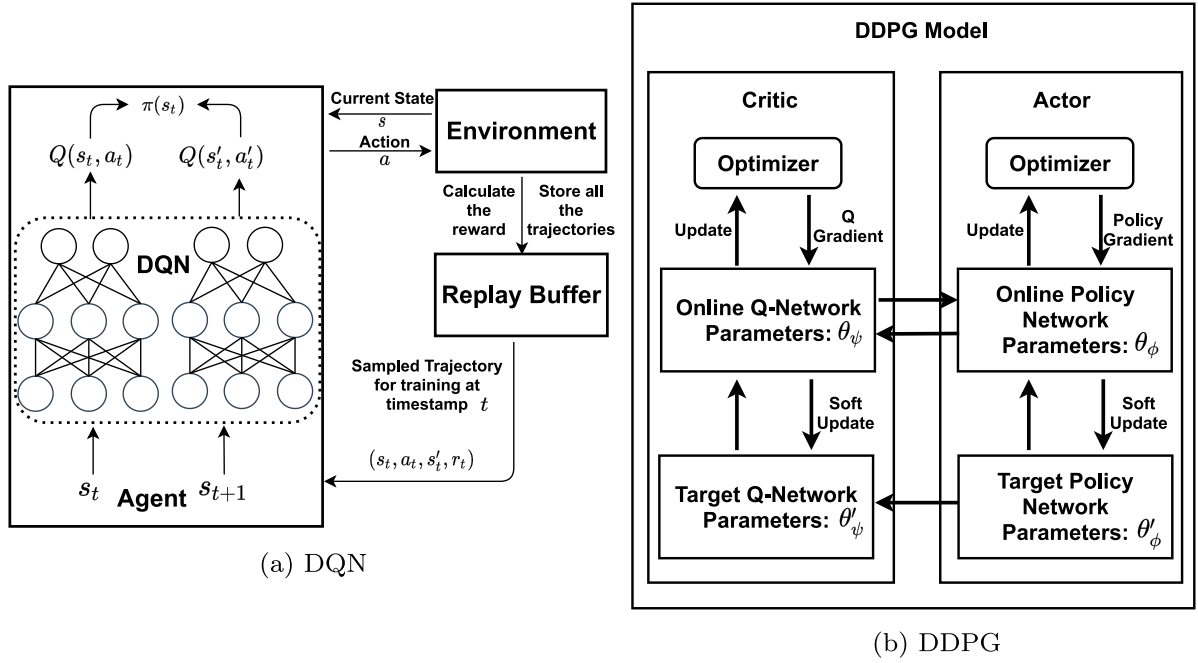 π(s_t)
Q(s_t, a_t)
Q(s'_t, a'_t)
DQN
s_t
s_{t+1}
Agent
Current State
s
Action
a
Environment
Calculate
the
reward
Store all
the
trajectories
Replay Buffer
Sampled Trajectory
for training at
timestamp t
(s_t, a_t, s'_t, r_t)
(a) DQN
DDPG Model
Critic
Optimizer
Update
Q
Gradient
Online Q-Network
Parameters: θ_ψ
Soft
Update
Target Q-Network
Parameters: θ'_ψ
Actor
Optimizer
Update
Policy
Gradient
Online Policy
Network
Parameters: θ_ϕ
Soft
Update
Target Policy
Network
Parameters: θ'_ϕ
(b) DDPG